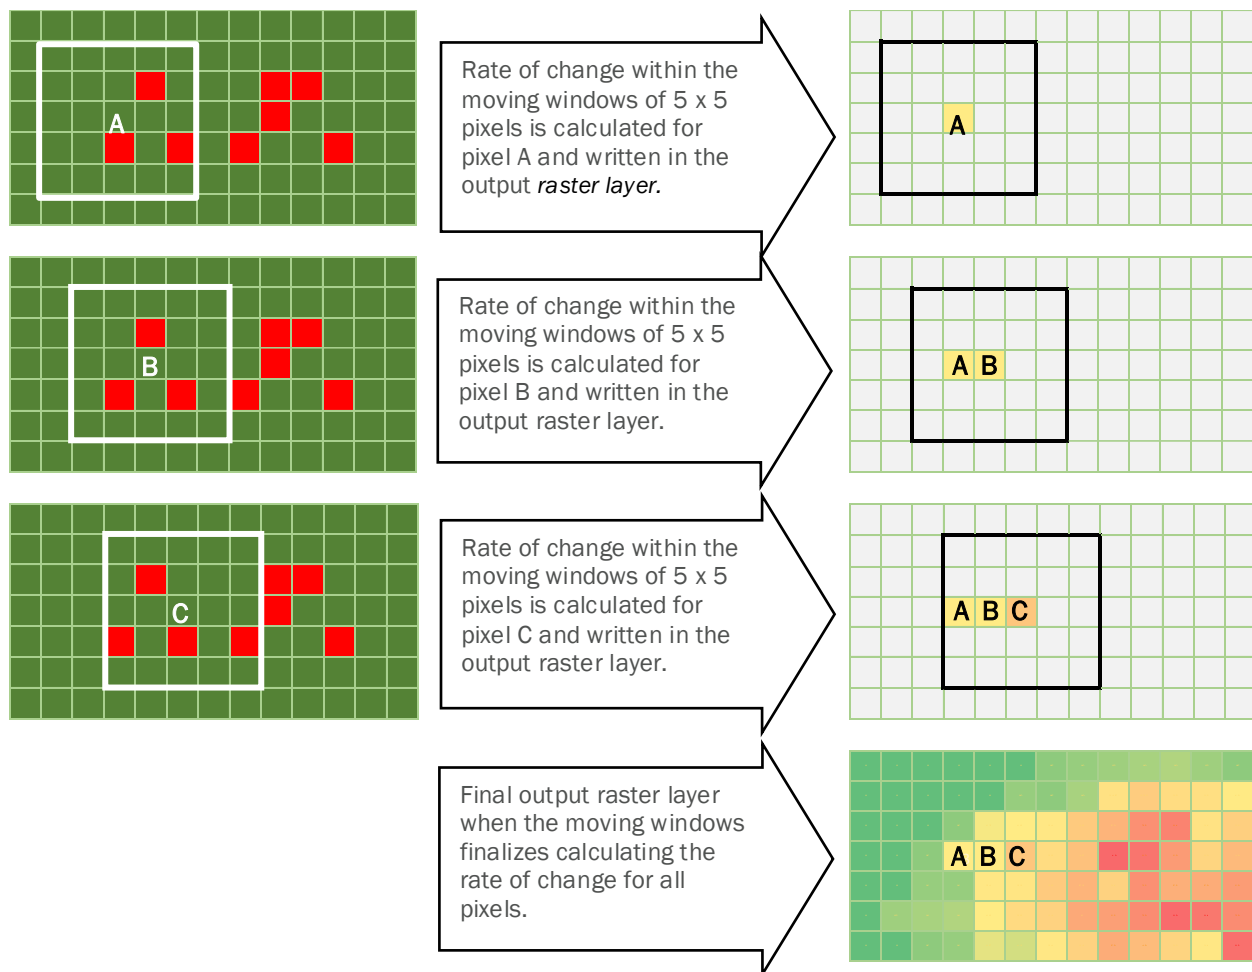 A
Rate of change within the
moving windows of 5 x 5
pixels is calculated for
pixel A and written in the
output raster layer.
A
B
Rate of change within the
moving windows of 5 x 5
pixels is calculated for
pixel B and written in the
output raster layer.
A B
C
Rate of change within the
moving windows of 5 x 5
pixels is calculated for
pixel C and written in the
output raster layer.
A B C
Final output raster layer
when the moving windows
finalizes calculating the
rate of change for all
pixels.
A B C